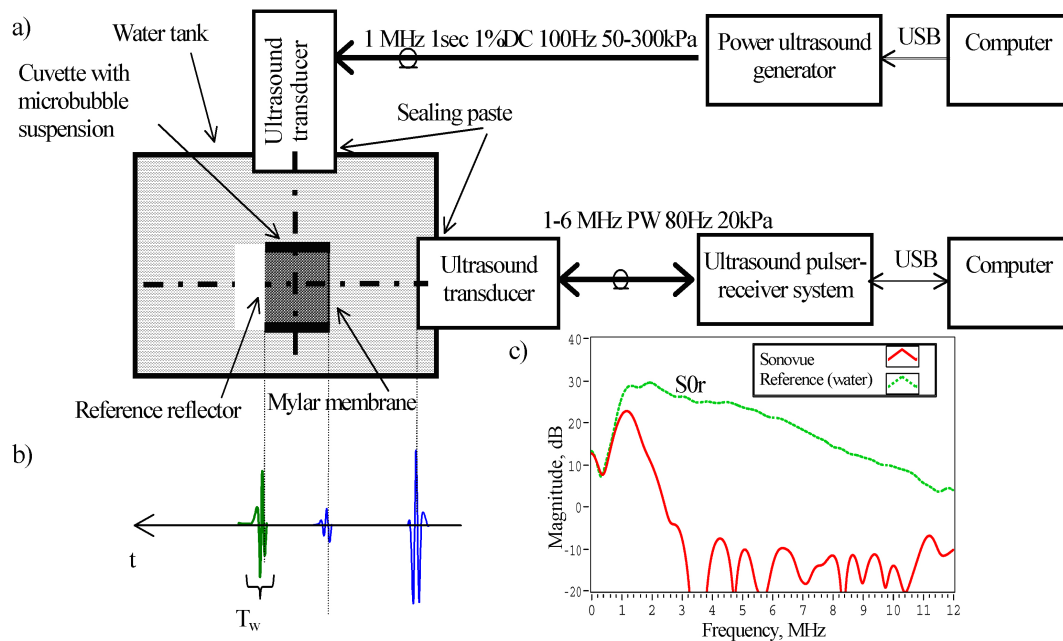 a)
Water tank
Cuvette with
microbubble
suspension
Ultrasound
transducer
1 MHz 1sec 1%DC 100Hz 50-300kPa
Power ultrasound
generator
USB
Computer
Sealing paste
1-6 MHz PW 80Hz 20kPa
Ultrasound
transducer
Ultrasound pulser-
receiver system
USB
Computer
Reference reflector
Mylar membrane
b)
t
Tw
c)
Sonovue
Reference (water)
S0r
Magnitude, dB
40
30
20
10
0
-10
-20
0 1 2 3 4 5 6 7 8 9 10 11 12
Frequency, MHz